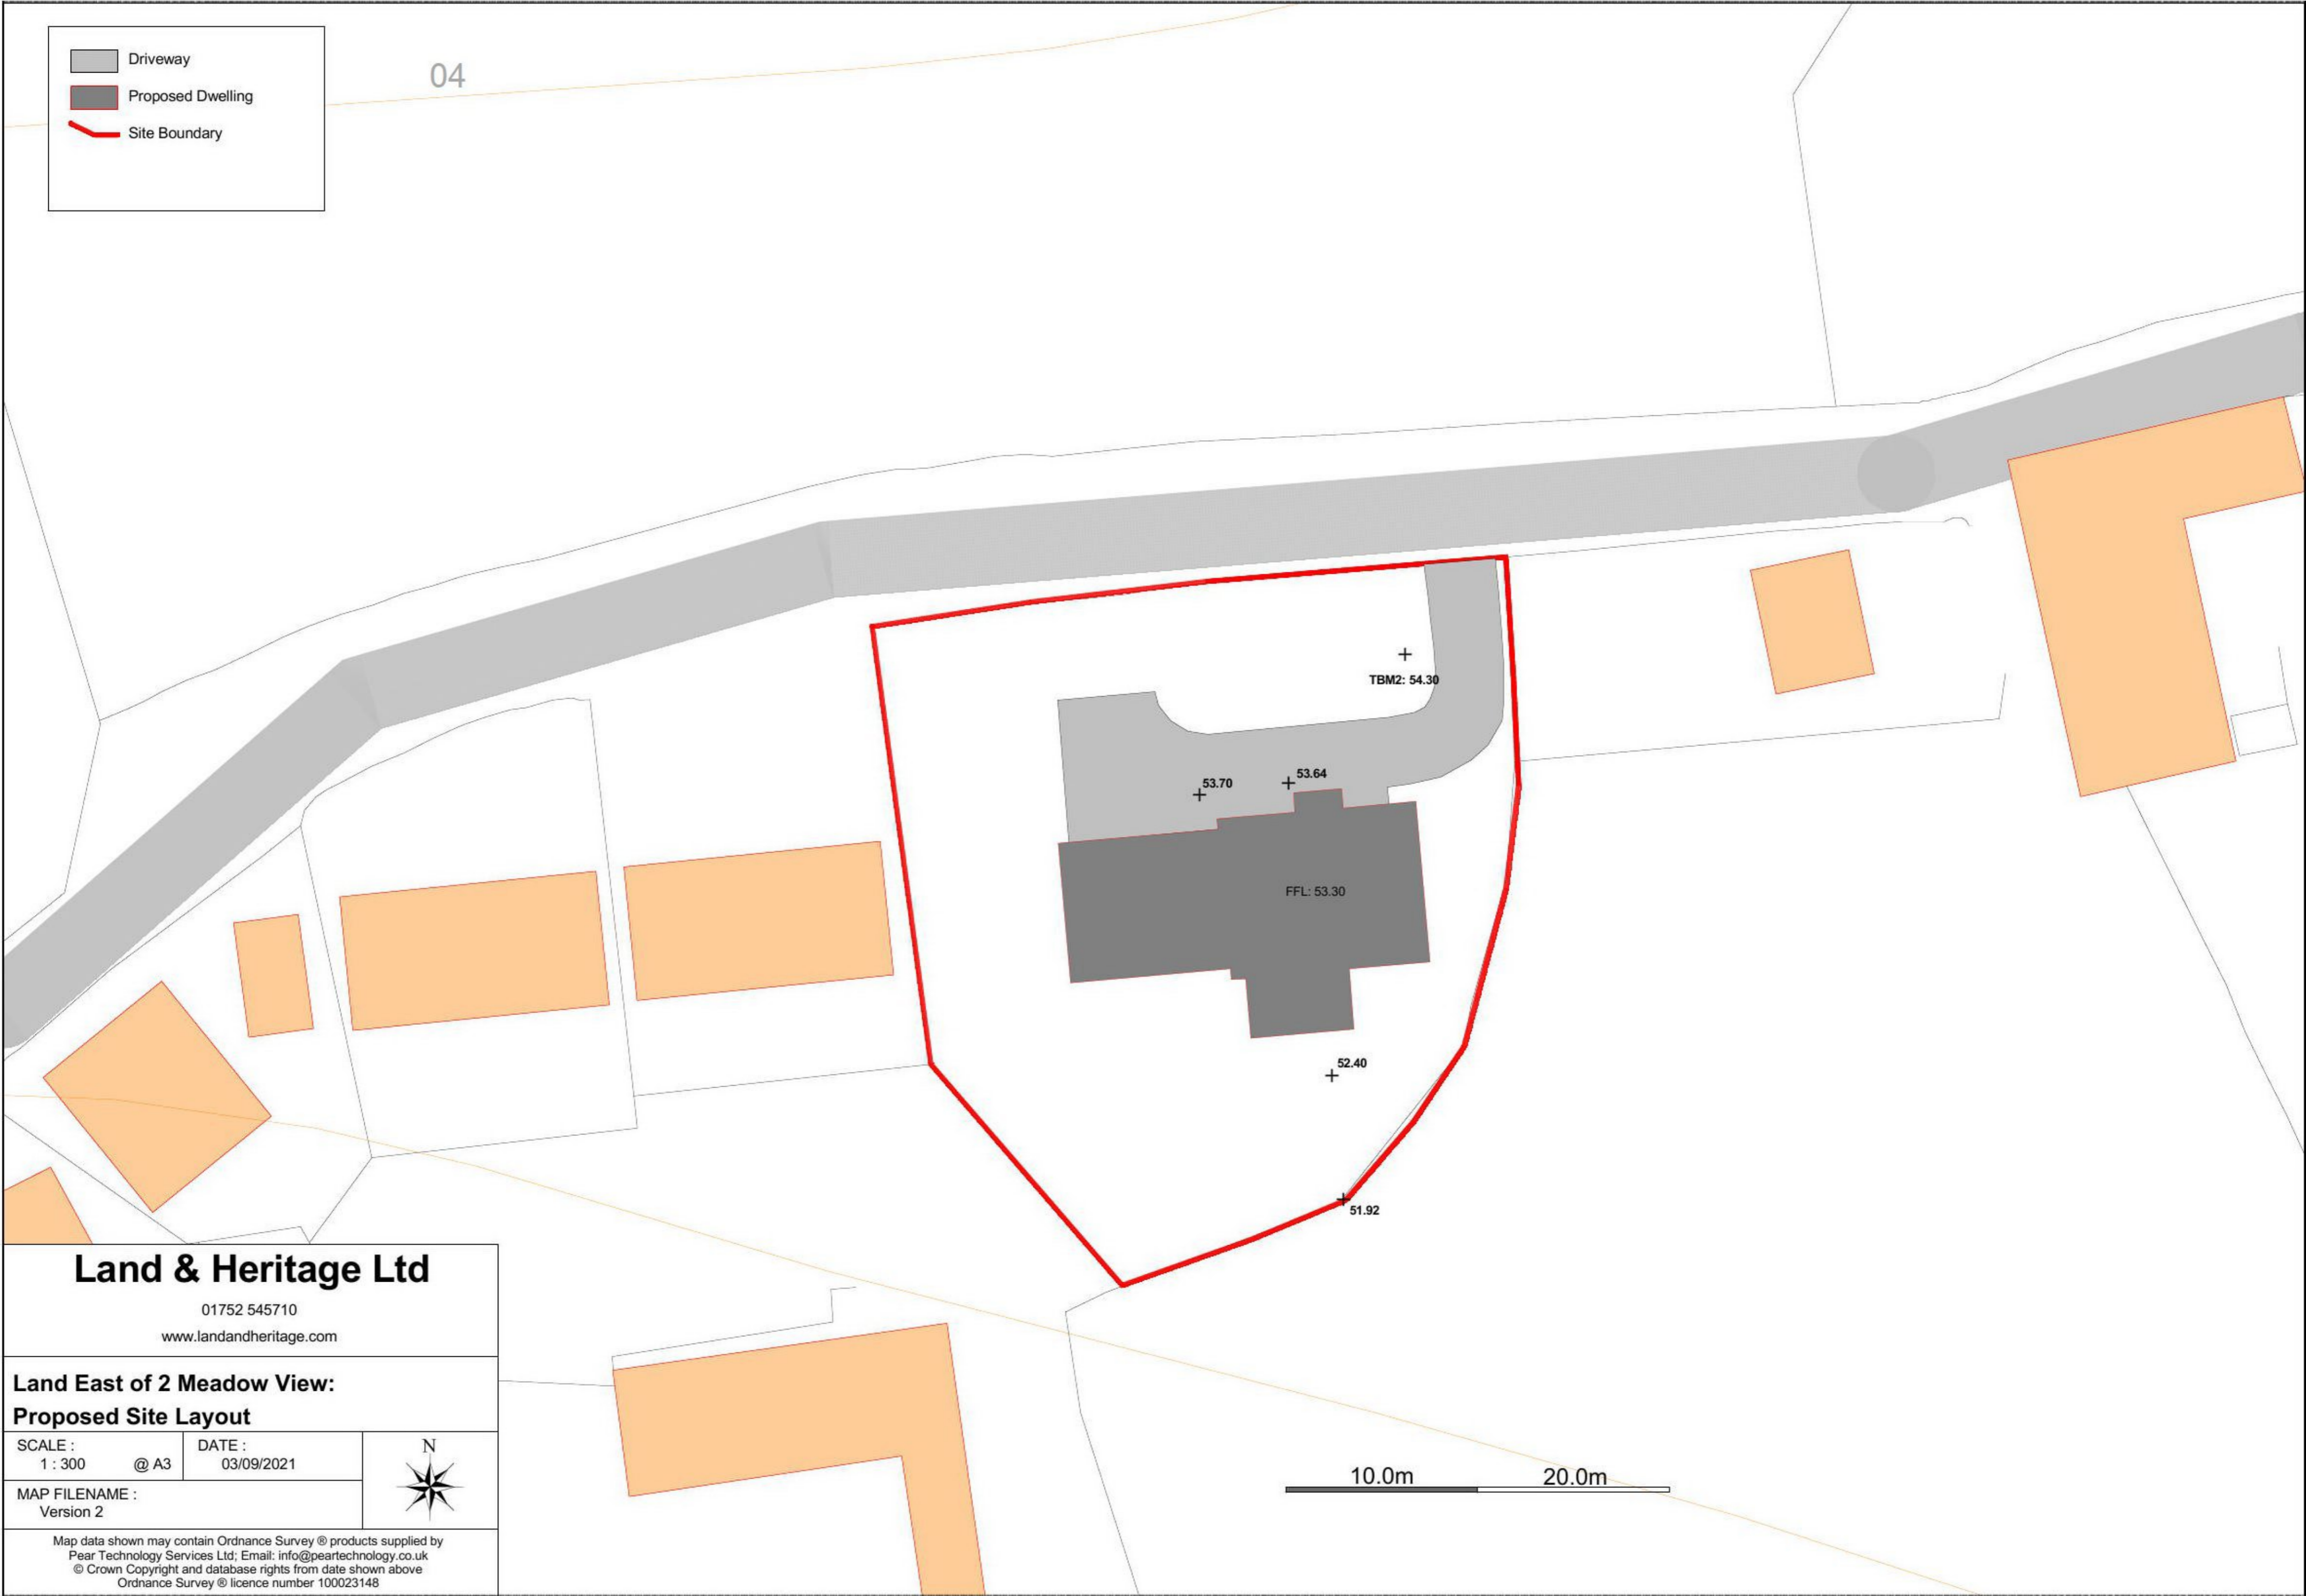 Driveway
Proposed Dwelling
Site Boundary
04
TBM2: 54.30
53.70
53.64
FFL: 53.30
52.40
51.92
Land & Heritage Ltd
01752 545710
www.landandheritage.com
Land East of 2 Meadow View:
Proposed Site Layout
SCALE :
1 : 300 @ A3
DATE :
03/09/2021
N
MAP FILENAME :
Version 2
Map data shown may contain Ordnance Survey ® products supplied by
Pear Technology Services Ltd; Email: info@peartechnology.co.uk
© Crown Copyright and database rights from date shown above
Ordnance Survey ® licence number 100023148
10.0m 20.0m